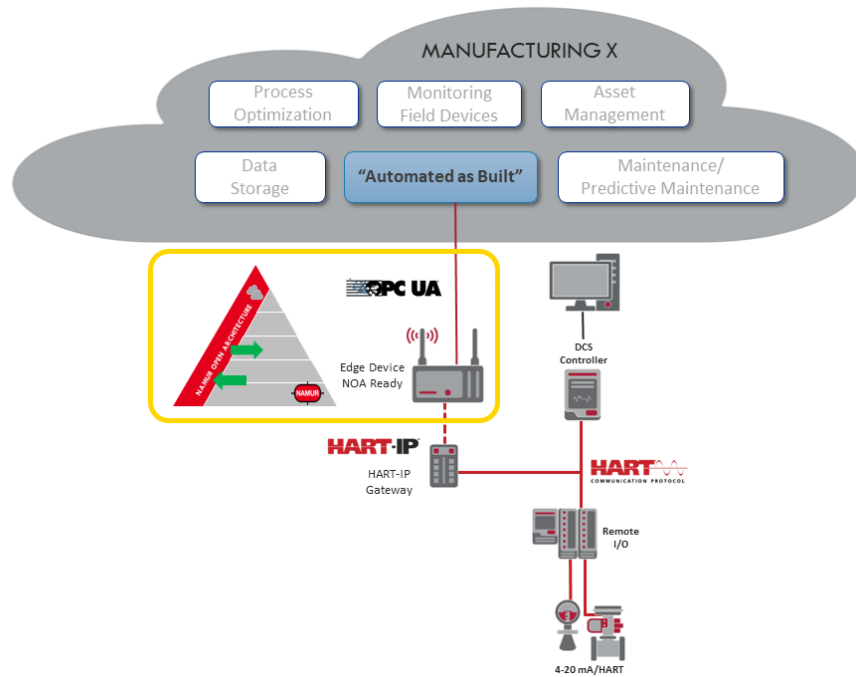 MANUFACTURING X
Process
Optimization
Monitoring
Field Devices
Asset
Management
Data
Storage
“Automated as Built”
Maintenance/
Predictive Maintenance
NAMUR OPEN ARCHITECTURE
NAMUR
OPC UA
Edge Device
NOA Ready
DCS
Controller
HART-IP
HART-IP
Gateway
HART
COMMUNICATION PROTOCOL
Remote
I/O
4-20 mA/HART